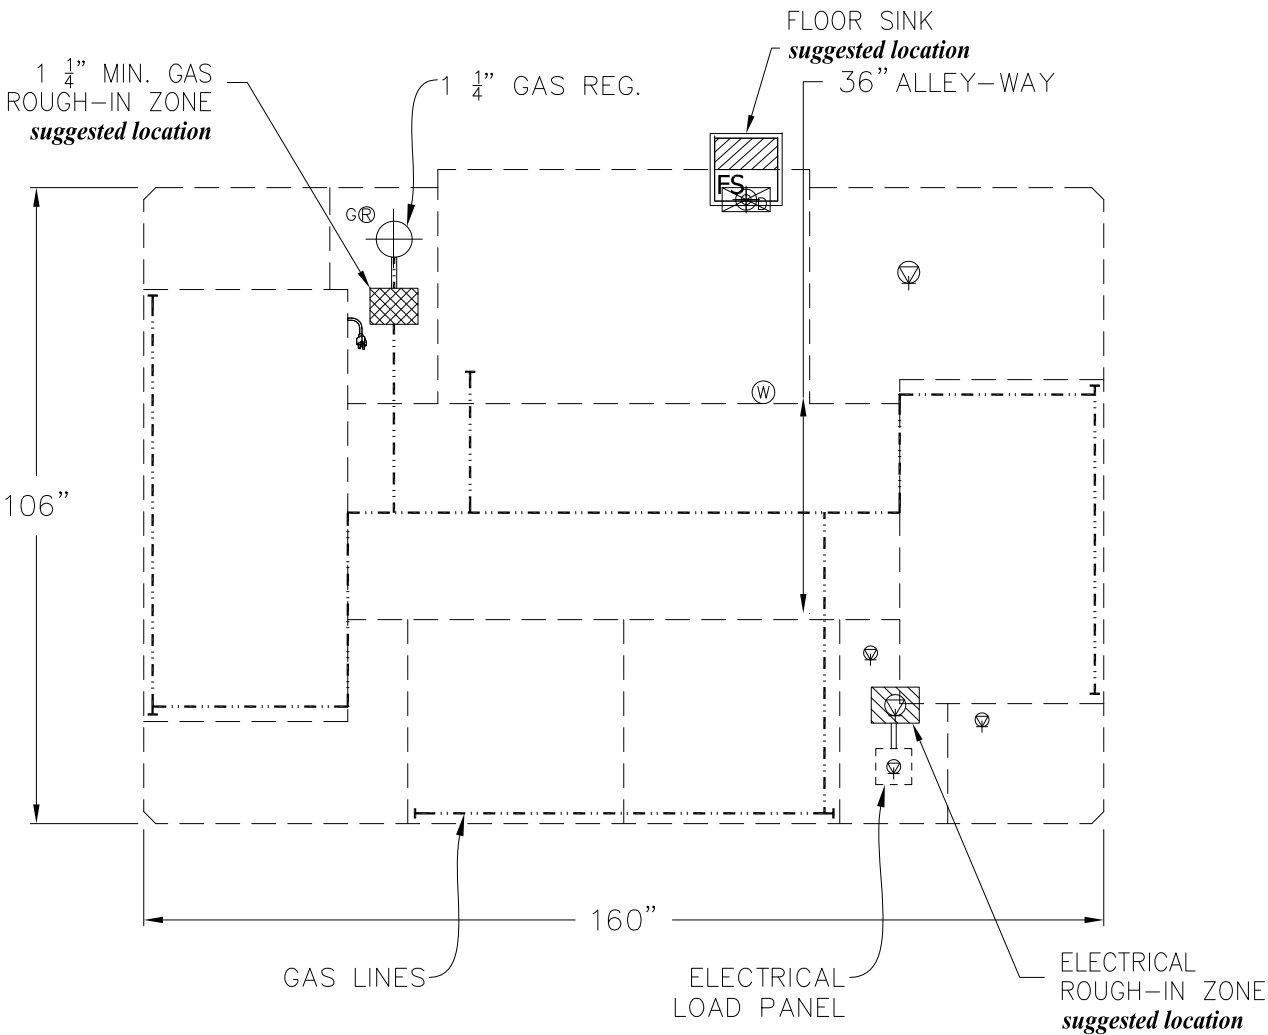 FLOOR SINK
suggested location
1 1/4” MIN. GAS
ROUGH-IN ZONE
suggested location
1 1/4” GAS REG.
36” ALLEY-WAY
FS
D
GR
W
106”
160”
GAS LINES
ELECTRICAL
LOAD PANEL
ELECTRICAL
ROUGH-IN ZONE
suggested location